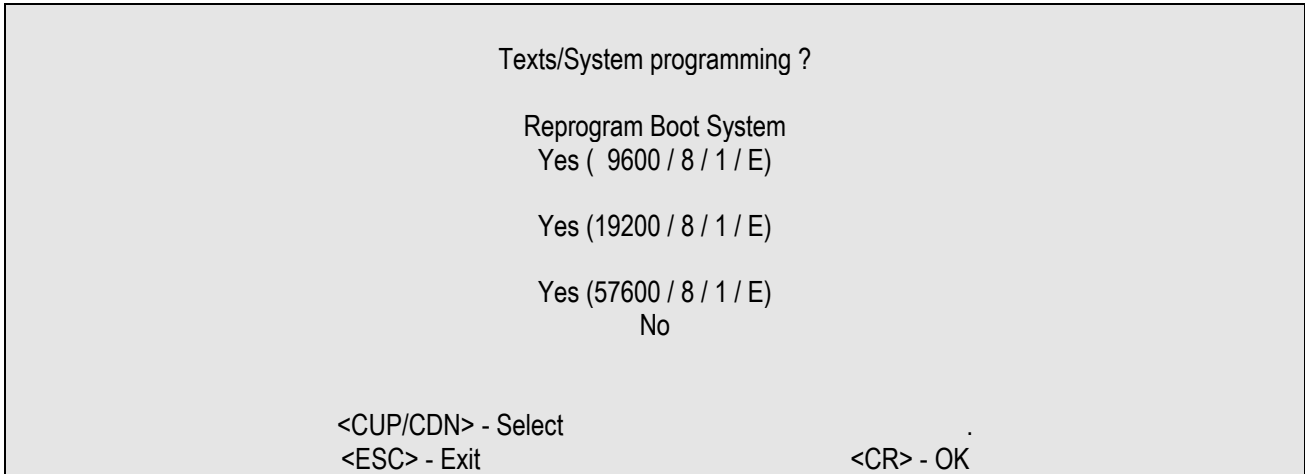 Texts/System programming ?
Reprogram Boot System
Yes ( 9600 / 8 / 1 / E)
Yes (19200 / 8 / 1 / E)
Yes (57600 / 8 / 1 / E)
No
<CUP/CDN> - Select .
<ESC> - Exit <CR> - OK